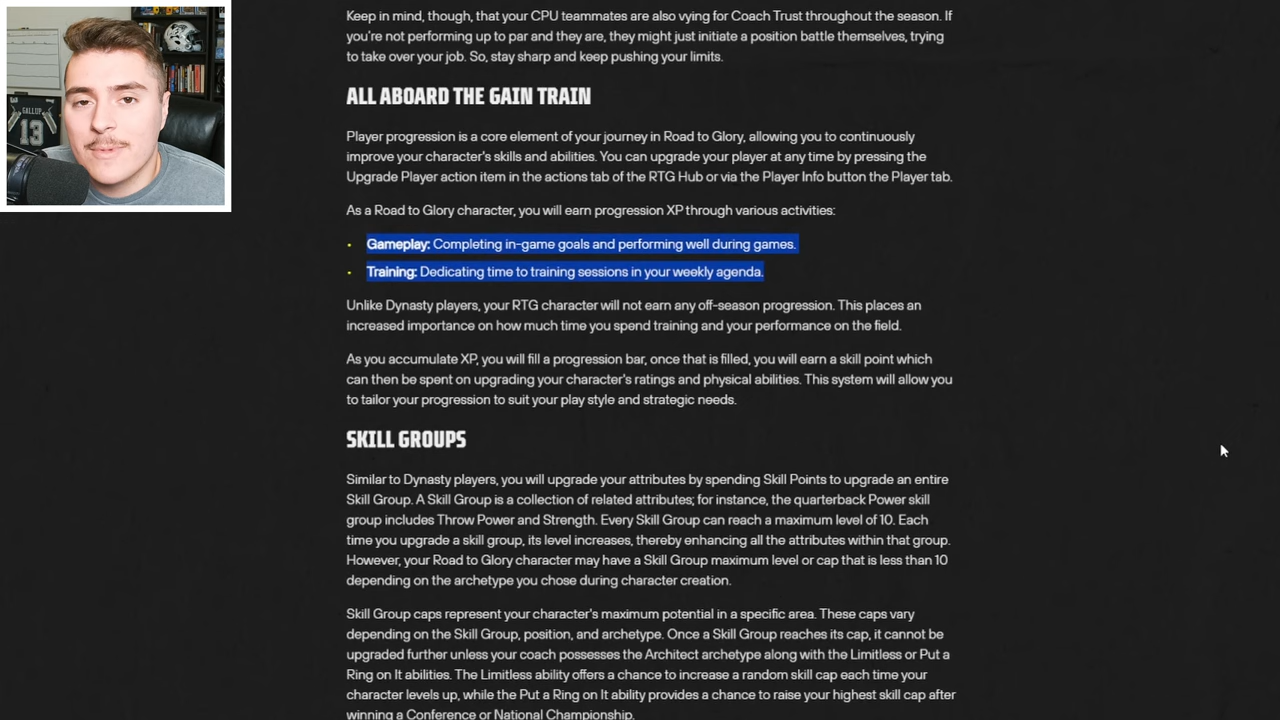 Keep in mind, though, that your CPU teammates are also vying for Coach Trust throughout the season. If
you're not performing up to par and they are, they might just initiate a position battle themselves, trying
to take over your job. So, stay sharp and keep pushing your limits.
ALL ABOARD THE GAIN TRAIN
Player progression is a core element of your journey in Road to Glory, allowing you to continuously
improve your character's skills and abilities. You can upgrade your player at any time by pressing the
Upgrade Player action item in the actions tab of the RTG Hub or via the Player Info button the Player tab.
As a Road to Glory character, you will earn progression XP through various activities:
• Gameplay: Completing in-game goals and performing well during games.
• Training: Dedicating time to training sessions in your weekly agenda.
Unlike Dynasty players, your RTG character will not earn any off-season progression. This places an
increased importance on how much time you spend training and your performance on the field.
As you accumulate XP, you will fill a progression bar, once that is filled, you will earn a skill point which
can then be spent on upgrading your character's ratings and physical abilities. This system will allow you
to tailor your progression to suit your play style and strategic needs.
SKILL GROUPS
Similar to Dynasty players, you will upgrade your attributes by spending Skill Points to upgrade an entire
Skill Group. A Skill Group is a collection of related attributes; for instance, the quarterback Power skill
group includes Throw Power and Strength. Every Skill Group can reach a maximum level of 10. Each
time you upgrade a skill group, its level increases, thereby enhancing all the attributes within that group.
However, your Road to Glory character may have a Skill Group maximum level or cap that is less than 10
depending on the archetype you chose during character creation.
Skill Group caps represent your character's maximum potential in a specific area. These caps vary
depending on the Skill Group, position, and archetype. Once a Skill Group reaches its cap, it cannot be
upgraded further unless your coach possesses the Architect archetype along with the Limitless or Put a
Ring on It abilities. The Limitless ability offers a chance to increase a random skill cap each time your
character levels up, while the Put a Ring on It ability provides a chance to raise your highest skill cap after
winning a Conference or National Championship.
GALLUP
13